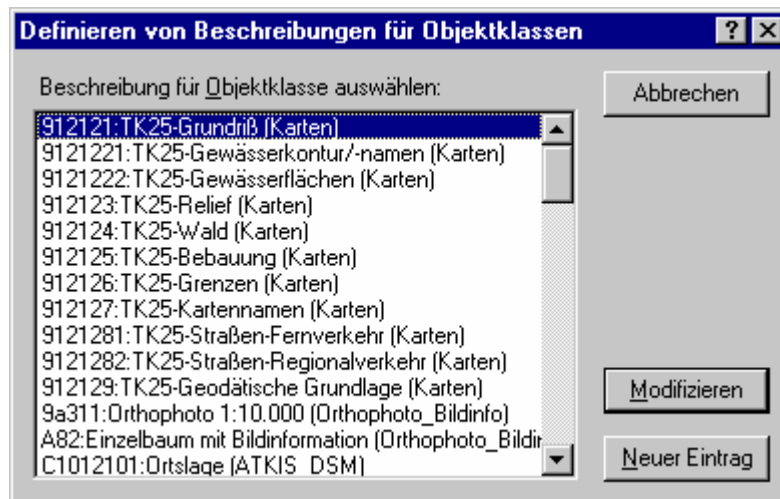 Definieren von Beschreibungen für Objektklassen
Beschreibung für Objektklasse auswählen:
Abbrechen
912121:TK25-Grundriß (Karten)
9121221:TK25-Gewässerkontur/-namen (Karten)
9121222:TK25-Gewässerflächen (Karten)
912123:TK25-Relief (Karten)
912124:TK25-Wald (Karten)
912125:TK25-Bebauung (Karten)
912126:TK25-Grenzen (Karten)
912127:TK25-Kartennamen (Karten)
9121281:TK25-Straßen-Fernverkehr (Karten)
9121282:TK25-Straßen-Regionalverkehr (Karten)
912129:TK25-Geodätische Grundlage (Karten)
9a311:Orthophoto 1:10.000 (Orthophoto_Bildinfo)
A82:Einzelbaum mit Bildinformation (Orthophoto_Bildin
C1012101:Ortslage (ATKIS_DSM)
Modifizieren
Neuer Eintrag